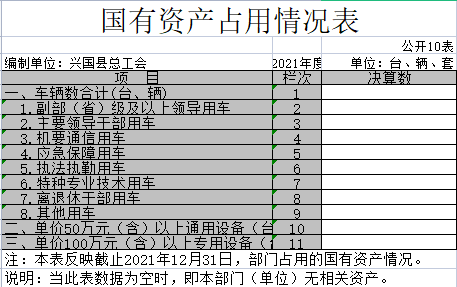 国有资产占用情况表
公开10表
编制单位：兴国县总工会 2021年度 单位：台、辆、套
项 目 栏次 决算数
一、车辆数合计(台、辆) 1
1.副部（省）级及以上领导用车 2
2.主要领导干部用车 3
3.机要通信用车 4
4.应急保障用车 5
5.执法执勤用车 6
6.特种专业技术用车 7
7.离退休干部用车 8
8.其他用车 9
二、单价50万元（含）以上通用设备（台 10
三、单价100万元（含）以上专用设备（台 11
注：本表反映截止2021年12月31日，部门占用的国有资产情况。
说明：当此表数据为空时，即本部门（单位）无相关资产。